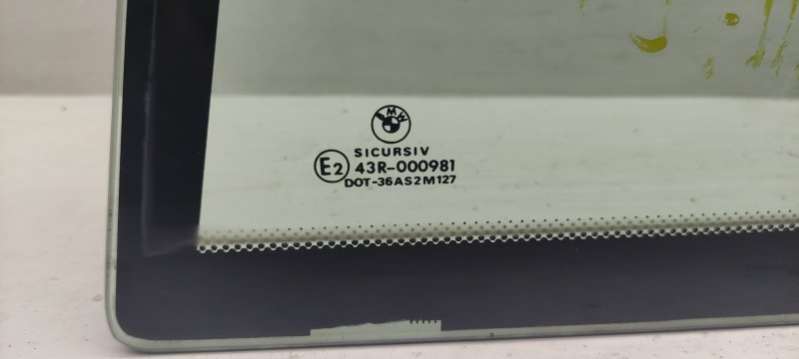 BMW
SICURSIV
E2 43R-000981
DOT-36AS2M127